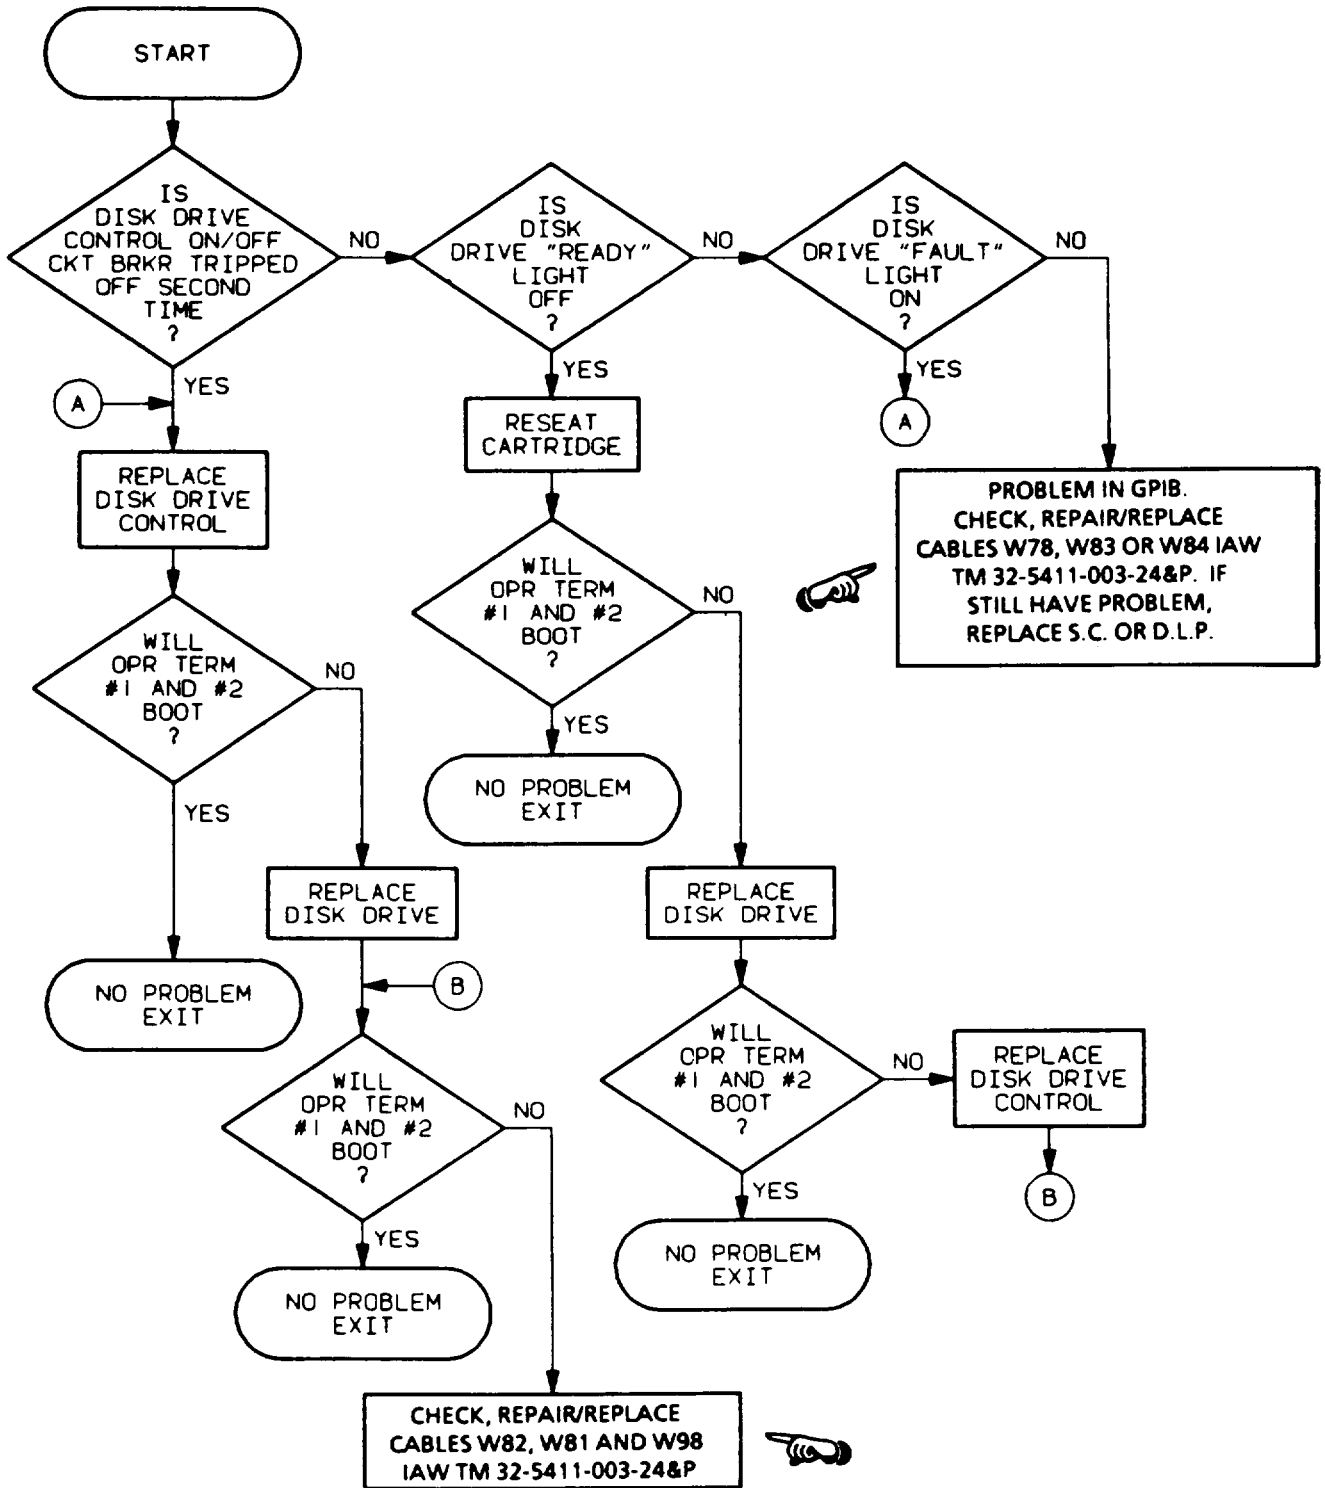 START
IS
DISK DRIVE
CONTROL ON/OFF
CKT BRKR TRIPPED
OFF SECOND
TIME
?
NO
IS
DISK
DRIVE "READY"
LIGHT
OFF
?
NO
IS
DISK
DRIVE "FAULT"
LIGHT
ON
?
NO
YES
A
YES
RESEAT
CARTRIDGE
YES
A
REPLACE
DISK DRIVE
CONTROL
PROBLEM IN GPIB.
CHECK, REPAIR/REPLACE
CABLES W78, W83 OR W84 IAW
TM 32-5411-003-24&P. IF
STILL HAVE PROBLEM,
REPLACE S.C. OR D.L.P.
WILL
OPR TERM
#1 AND #2
BOOT
?
NO
WILL
OPR TERM
#1 AND #2
BOOT
?
NO
YES
NO PROBLEM
EXIT
YES
NO PROBLEM
EXIT
REPLACE
DISK DRIVE
REPLACE
DISK DRIVE
B
WILL
OPR TERM
#1 AND #2
BOOT
?
NO
WILL
OPR TERM
#1 AND #2
BOOT
?
NO
REPLACE
DISK DRIVE
CONTROL
B
YES
NO PROBLEM
EXIT
YES
NO PROBLEM
EXIT
CHECK, REPAIR/REPLACE
CABLES W82, W81 AND W98
IAW TM 32-5411-003-24&P